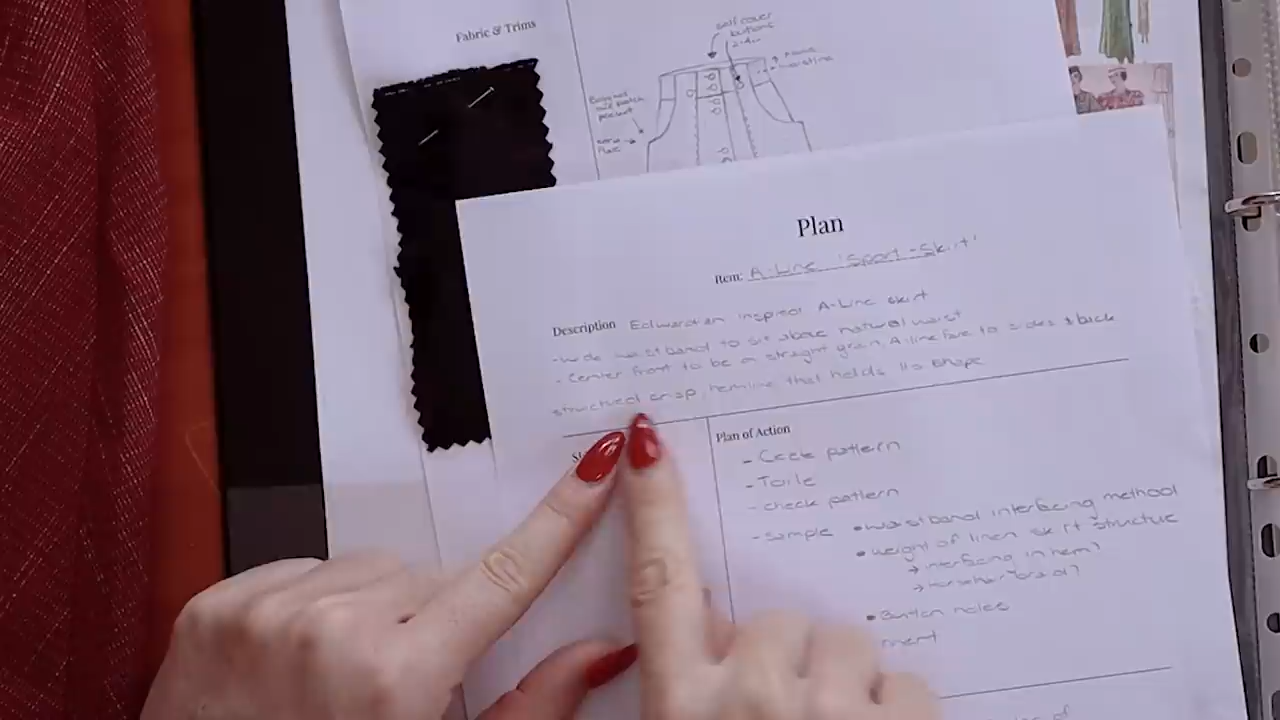 Fabric & Trims
self cover
buttons
waistline
pocket
Plan
Item: A-Line 'Sport-Skirt'
Description Edwardian inspired A-Line skirt
- wide waistband to sit above natural waist
- Center front to be on straight grain, A-line flare to sides & back
structured crisp hemline that holds its shape
Plan of Action
- Create pattern
- Toile
- check pattern
- sample • waistband interfacing method
• weight of linen skirt structure
→ interfacing in hem?
→ horsehair braid?
• Button holes